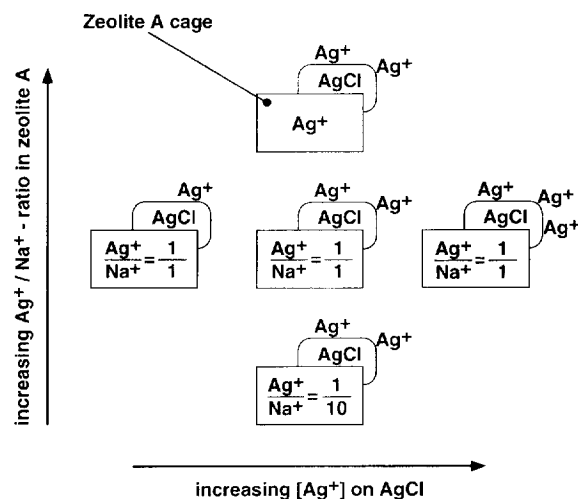 Zeolite A cage
Ag⁺
Ag⁺
AgCl
Ag⁺
Ag⁺
AgCl
Ag⁺/Na⁺ = 1/1
Ag⁺
Ag⁺
AgCl
Ag⁺/Na⁺ = 1/1
Ag⁺
Ag⁺
AgCl
Ag⁺
Ag⁺/Na⁺ = 1/1
Ag⁺
Ag⁺
AgCl
Ag⁺/Na⁺ = 1/10
increasing Ag⁺ / Na⁺ - ratio in zeolite A
increasing [Ag⁺] on AgCl